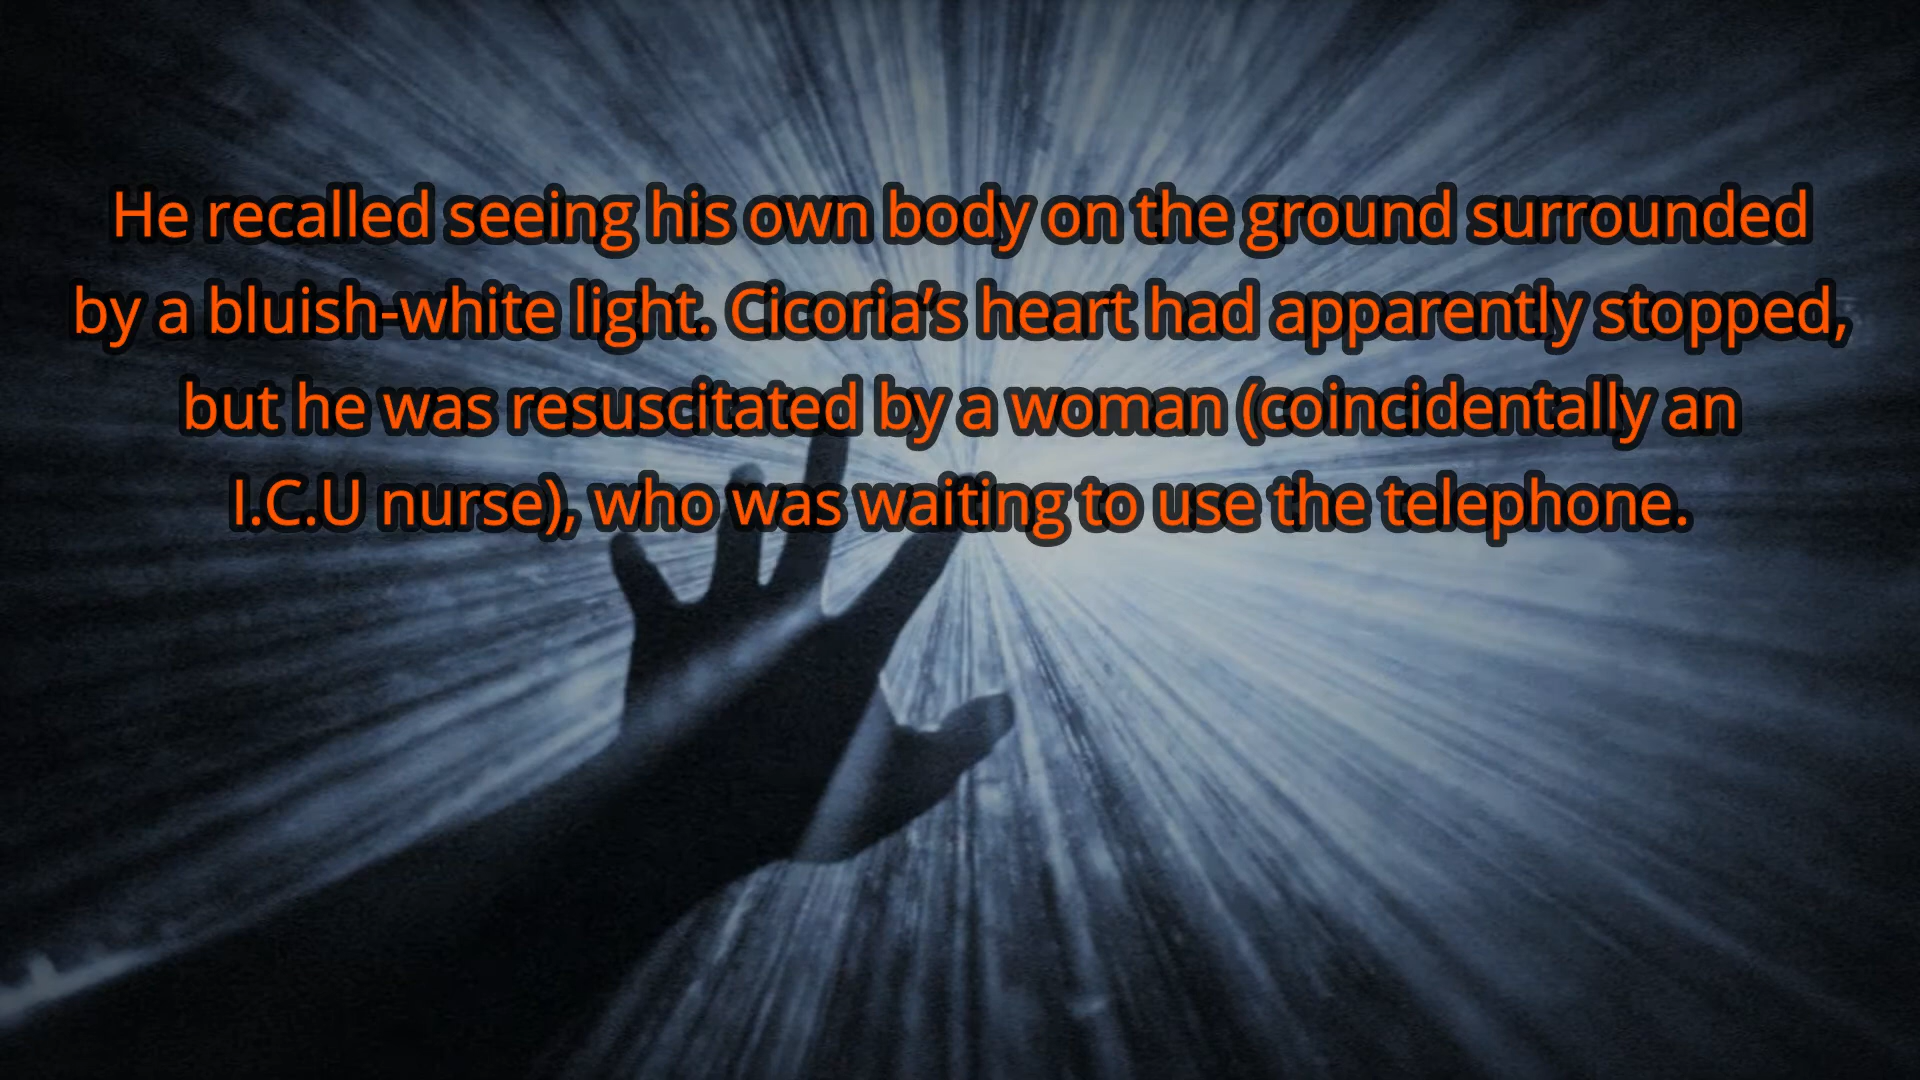 He recalled seeing his own body on the ground surrounded
by a bluish-white light. Cicoria’s heart had apparently stopped,
but he was resuscitated by a woman (coincidentally an
I.C.U nurse), who was waiting to use the telephone.